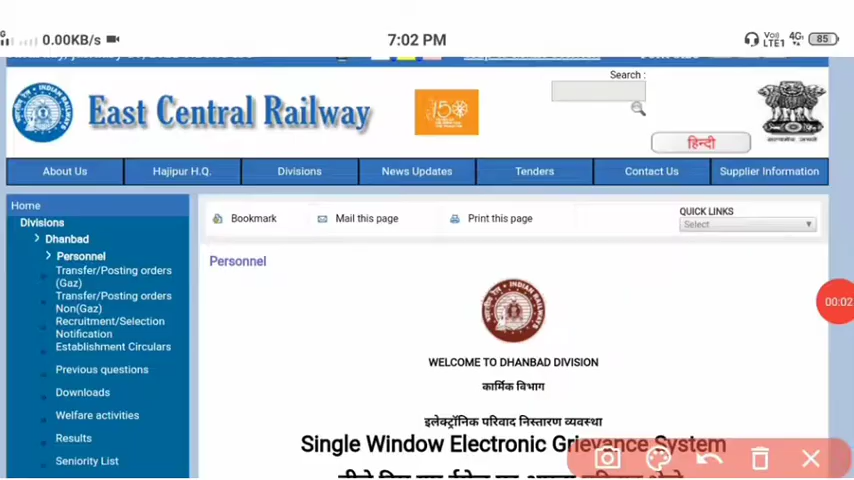 0.00KB/s
7:02 PM
LTE1 4G 85
Search :
East Central Railway
हिन्दी
About Us
Hajipur H.Q.
Divisions
News Updates
Tenders
Contact Us
Supplier Information
Home
Divisions
Dhanbad
Personnel
Transfer/Posting orders
(Gaz)
Transfer/Posting orders
Non(Gaz)
Recruitment/Selection
Notification
Establishment Circulars
Previous questions
Downloads
Welfare activities
Results
Seniority List
Bookmark
Mail this page
Print this page
QUICK LINKS
Select
Personnel
00:02
WELCOME TO DHANBAD DIVISION
कार्मिक विभाग
इलेक्ट्रॉनिक परिवाद निस्तारण व्यवस्था
Single Window Electronic Grievance System